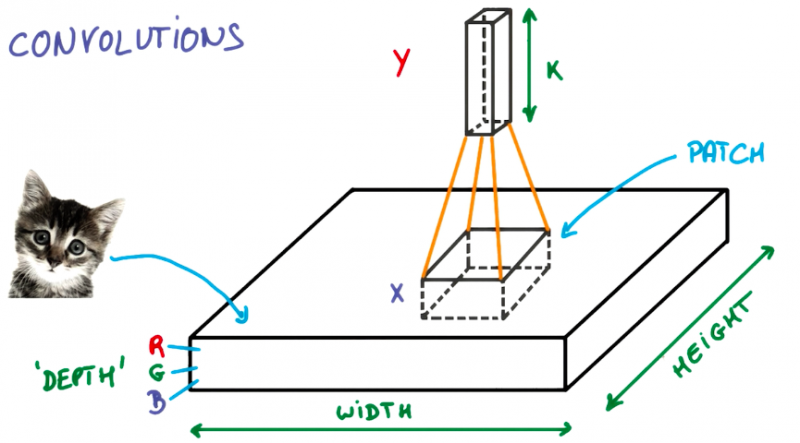 CONVOLUTIONS
Y
K
PATCH
X
R
'DEPTH'
G
B
WIDTH
HEIGHT